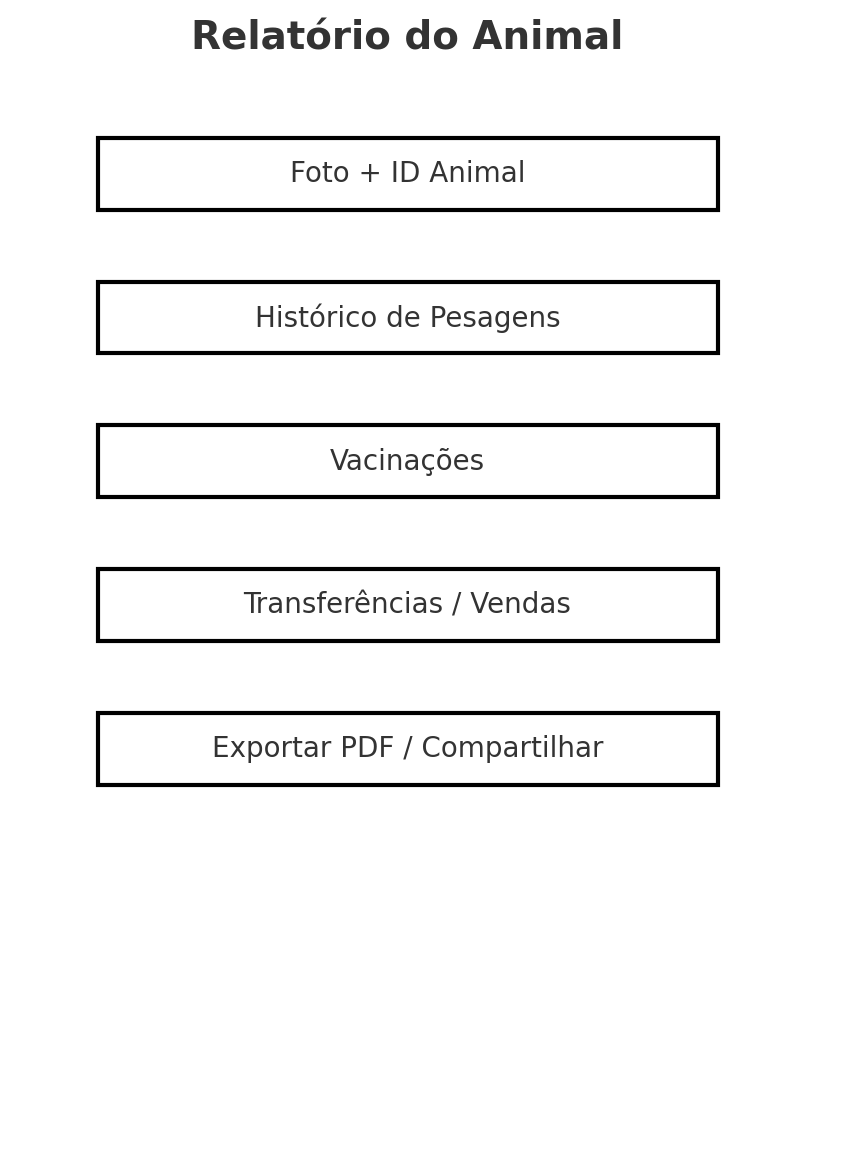 Relatório do Animal
Foto + ID Animal
Histórico de Pesagens
Vacinações
Transferências / Vendas
Exportar PDF / Compartilhar